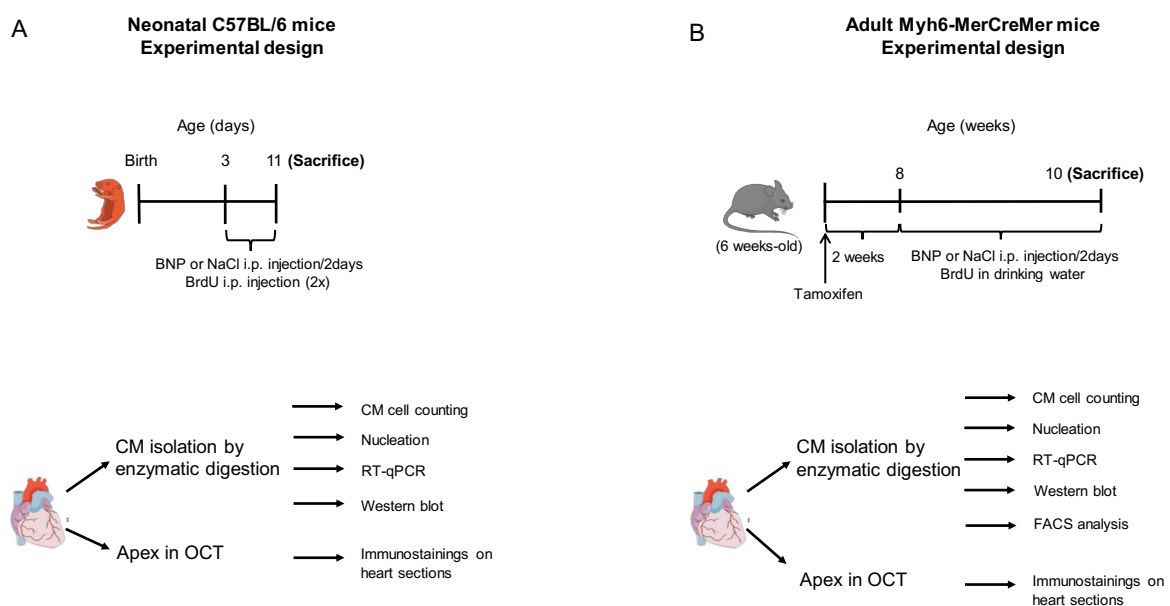 A
Neonatal C57BL/6 mice
Experimental design
Age (days)
Birth
3
11 (Sacrifice)
BNP or NaCl i.p. injection/2days
BrdU i.p. injection (2x)
CM isolation by
enzymatic digestion
Apex in OCT
CM cell counting
Nucleation
RT-qPCR
Western blot
Immunostainings on
heart sections
B
Adult Myh6-MerCreMer mice
Experimental design
Age (weeks)
8
10 (Sacrifice)
(6 weeks-old)
2 weeks
BNP or NaCl i.p. injection/2days
BrdU in drinking water
Tamoxifen
CM isolation by
enzymatic digestion
Apex in OCT
CM cell counting
Nucleation
RT-qPCR
Western blot
FACS analysis
Immunostainings on
heart sections